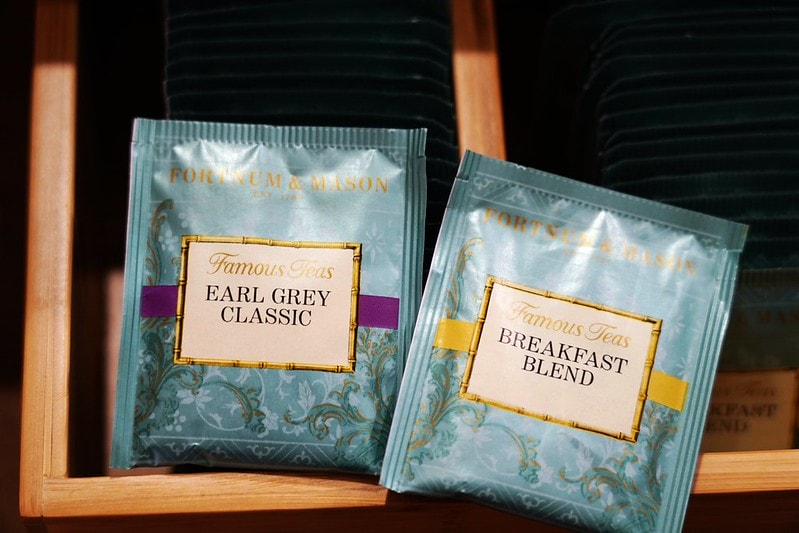 FORTNUM & MASON
Famous Teas
EARL GREY
CLASSIC
FORTNUM & MASON
Famous Teas
BREAKFAST
BLEND